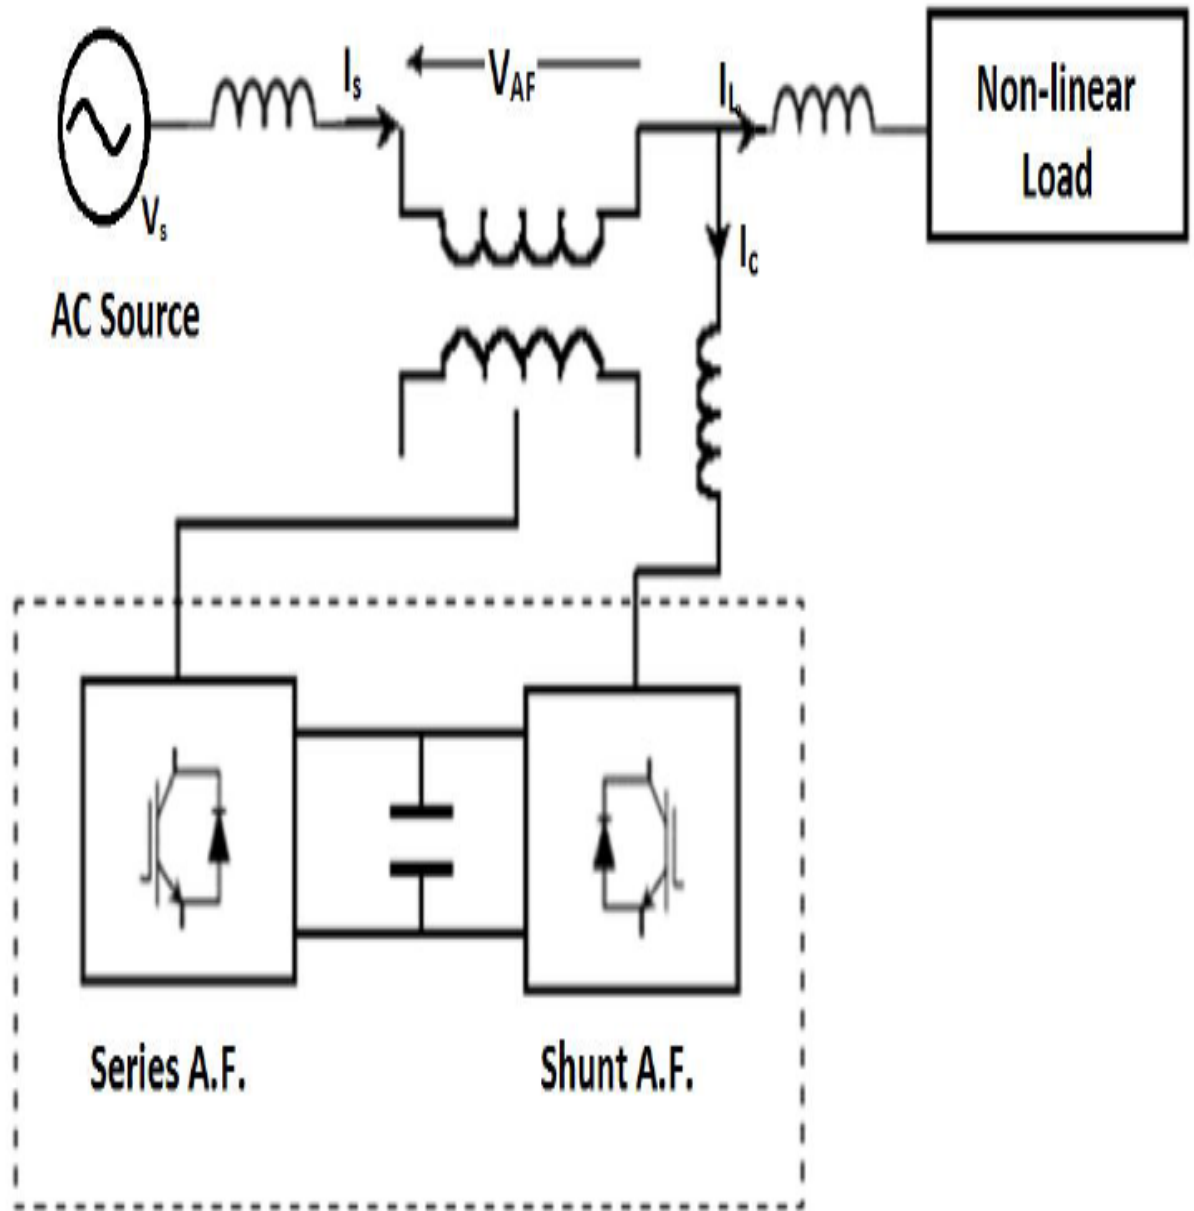 Is
VAF
IL
Non-linear
Load
Vs
Ic
AC Source
Series A.F.
Shunt A.F.